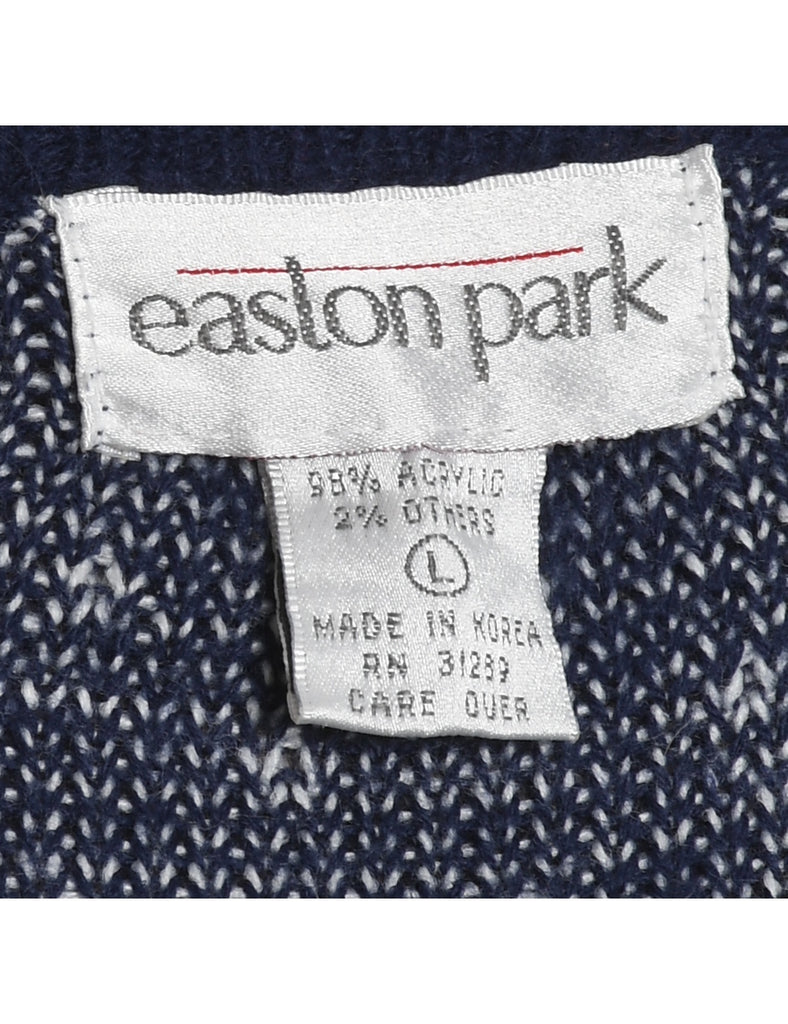 easton park
98% ACRYLIC
2% OTHERS
L
MADE IN KOREA
RN 31289
CARE OVER